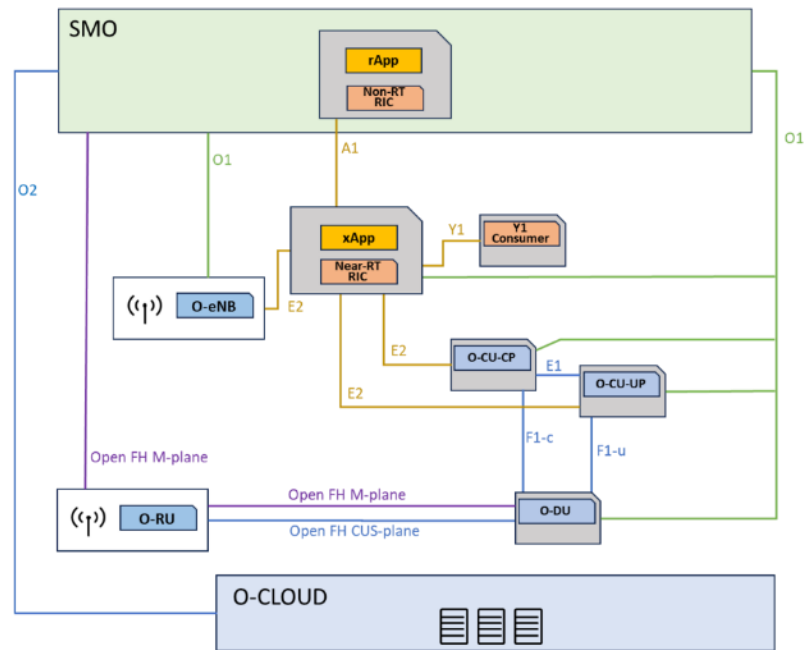 SMO
rApp
Non-RT
RIC
A1
O1
O1
O2
xApp
Near-RT
RIC
Y1
Y1
Consumer
O-eNB
E2
E2
O-CU-CP
E1
O-CU-UP
E2
F1-c
F1-u
Open FH M-plane
Open FH M-plane
O-RU
O-DU
Open FH CUS-plane
O-CLOUD